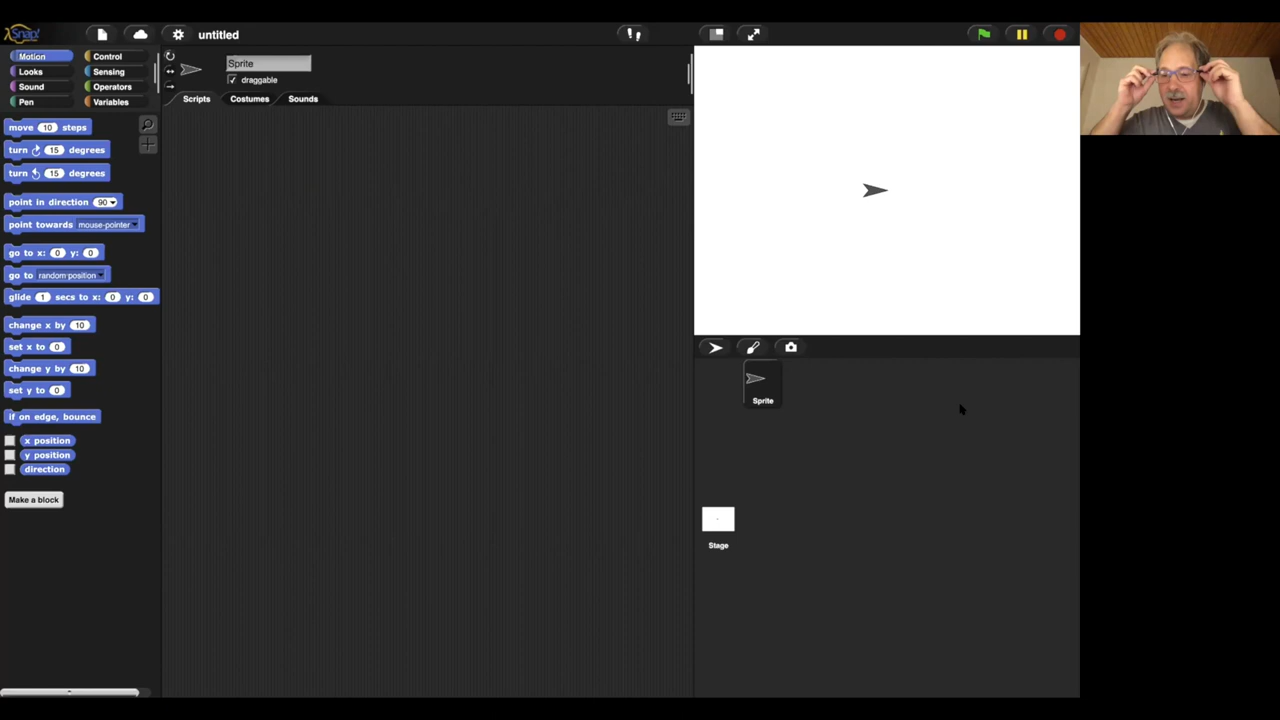 Snap!
untitled
Motion
Control
Looks
Sensing
Sound
Operators
Pen
Variables
move 10 steps
turn 15 degrees
turn 15 degrees
point in direction 90
point towards mouse-pointer
go to x: 0 y: 0
go to random position
glide 1 secs to x: 0 y: 0
change x by 10
set x to 0
change y by 10
set y to 0
if on edge, bounce
x position
y position
direction
Make a block
Sprite
draggable
Scripts Costumes Sounds
Sprite
Stage